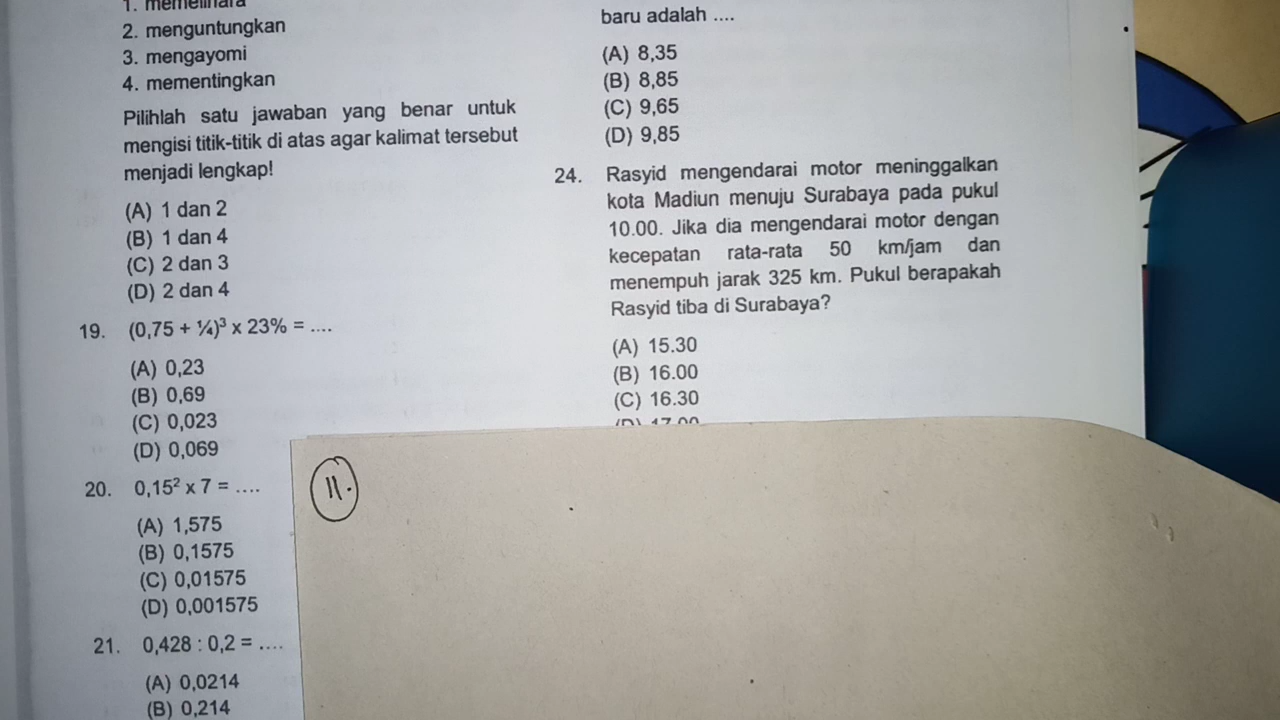 1. memelihara
2. menguntungkan
3. mengayomi
4. mementingkan
Pilihlah satu jawaban yang benar untuk
mengisi titik-titik di atas agar kalimat tersebut
menjadi lengkap!
(A) 1 dan 2
(B) 1 dan 4
(C) 2 dan 3
(D) 2 dan 4
19. (0,75 + ¼)³ x 23% = ....
(A) 0,23
(B) 0,69
(C) 0,023
(D) 0,069
20. 0,15² x 7 = ....
(A) 1,575
(B) 0,1575
(C) 0,01575
(D) 0,001575
21. 0,428 : 0,2 = ....
(A) 0,0214
(B) 0,214
baru adalah ....
(A) 8,35
(B) 8,85
(C) 9,65
(D) 9,85
24. Rasyid mengendarai motor meninggalkan
kota Madiun menuju Surabaya pada pukul
10.00. Jika dia mengendarai motor dengan
kecepatan rata-rata 50 km/jam dan
menempuh jarak 325 km. Pukul berapakah
Rasyid tiba di Surabaya?
(A) 15.30
(B) 16.00
(C) 16.30
(D) 17.00
11.